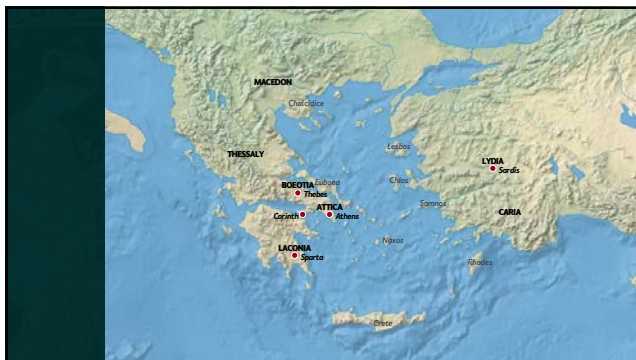 MACEDON
Chalcidice
THESSALY
Lesbos
LYDIA
Sardis
BOEOTIA
Euboea
Thebes
Chios
Samnos
CARIA
ATTICA
Corinth
Athens
Naxos
LACONIA
Sparta
Rhodes
Crete